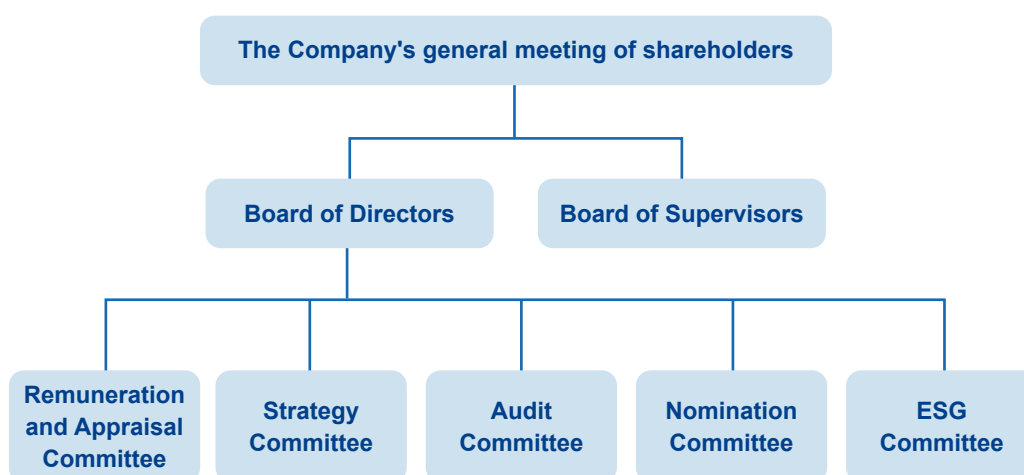 The Company's general meeting of shareholders
Board of Directors
Board of Supervisors
Remuneration
and Appraisal
Committee
Strategy
Committee
Audit
Committee
Nomination
Committee
ESG
Committee